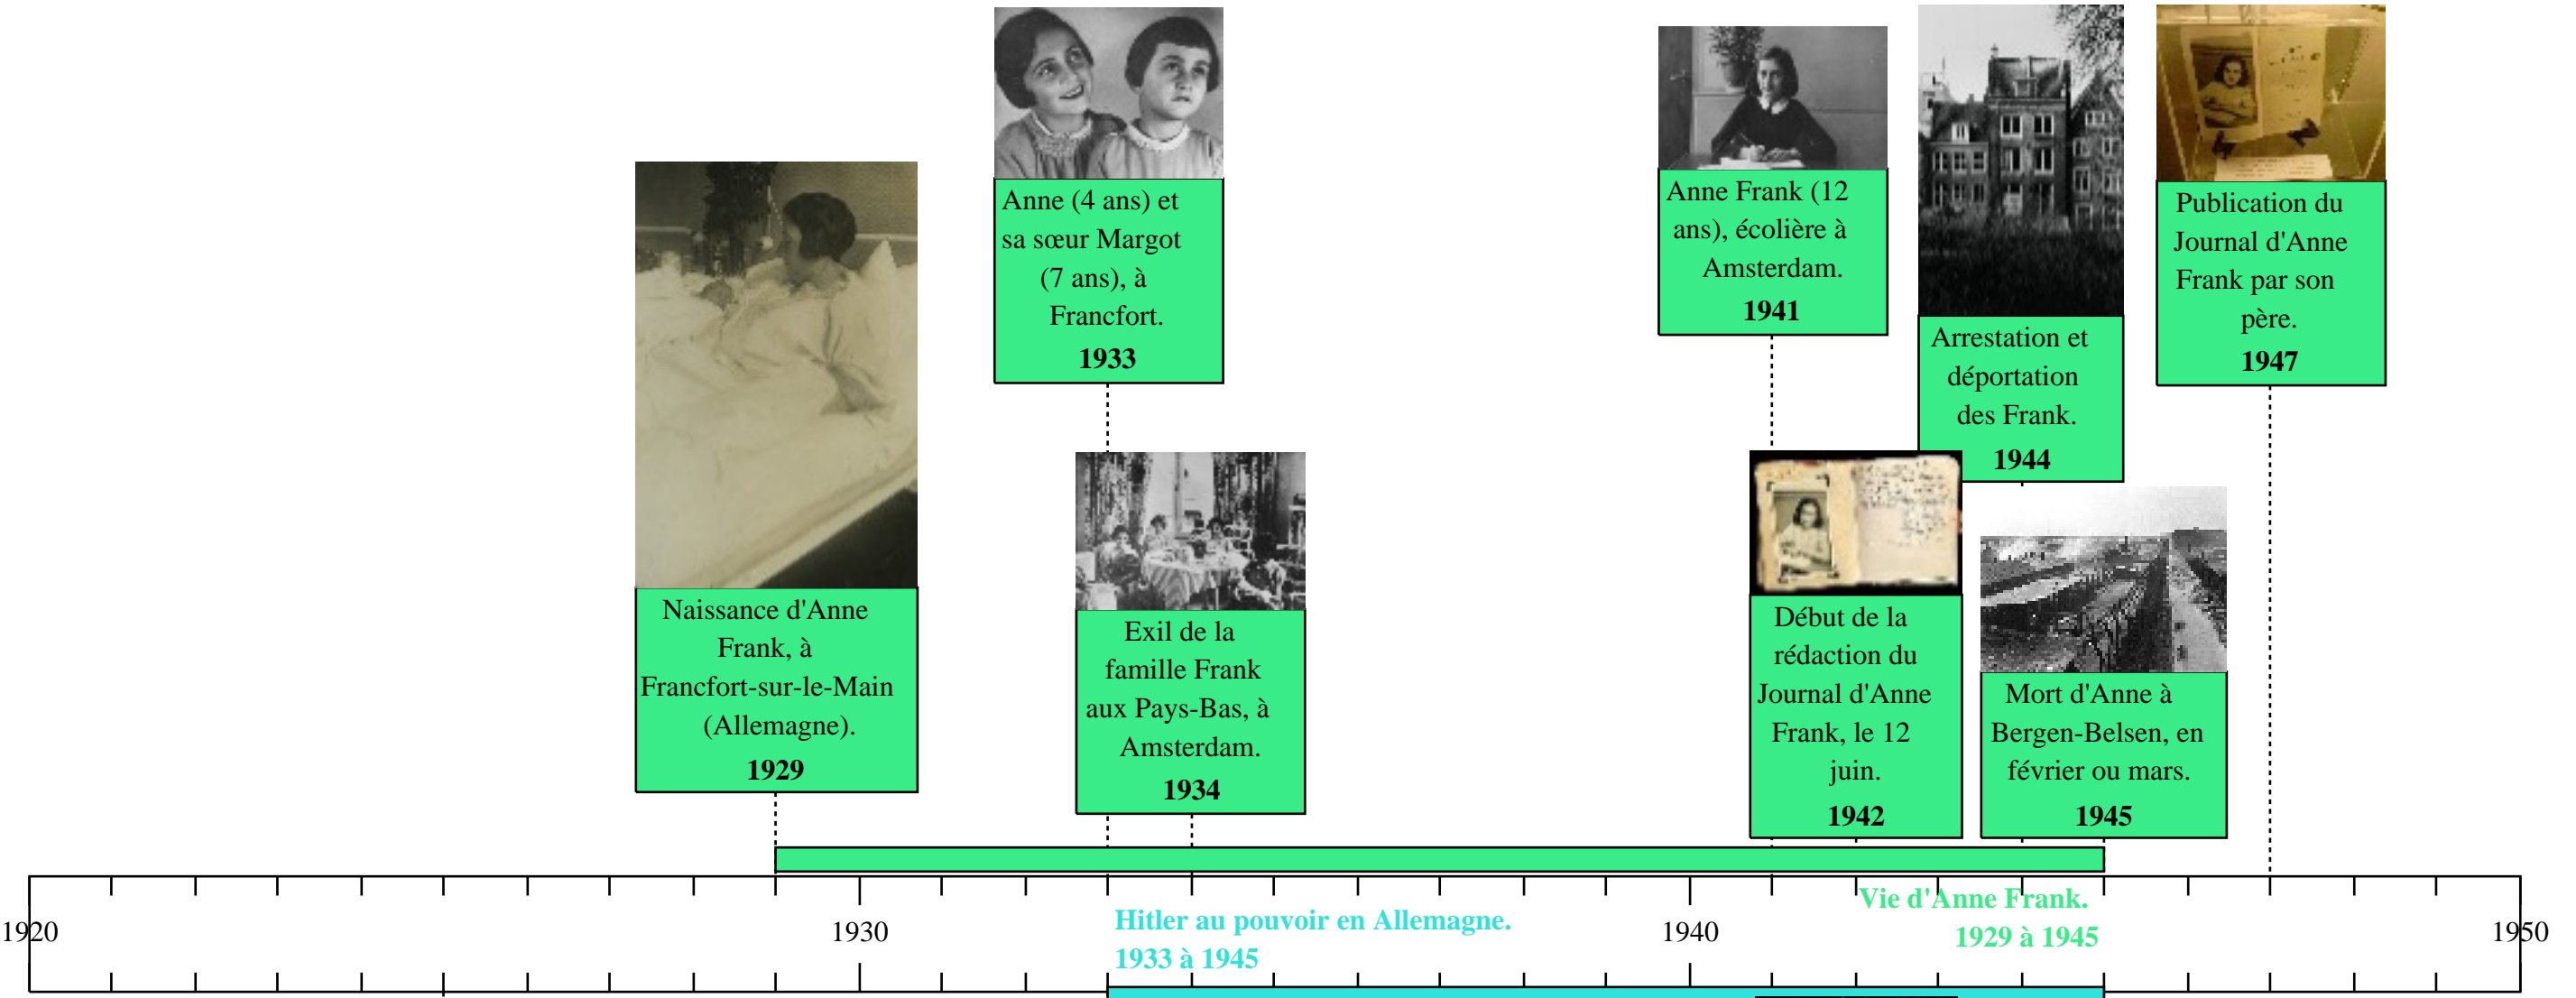 Anne (4 ans) et
sa sœur Margot
(7 ans), à
Francfort.
1933
Anne Frank (12
ans), écolière à
Amsterdam.
1941
Arrestation et
déportation
des Frank.
1944
Publication du
Journal d'Anne
Frank par son
père.
1947
Naissance d'Anne
Frank, à
Francfort-sur-le-Main
(Allemagne).
1929
Exil de la
famille Frank
aux Pays-Bas, à
Amsterdam.
1934
Début de la
rédaction du
Journal d'Anne
Frank, le 12
juin.
1942
Mort d'Anne à
Bergen-Belsen, en
février ou mars.
1945
1920
1930
Hitler au pouvoir en Allemagne.
1933 à 1945
1940
Vie d'Anne Frank.
1929 à 1945
1950